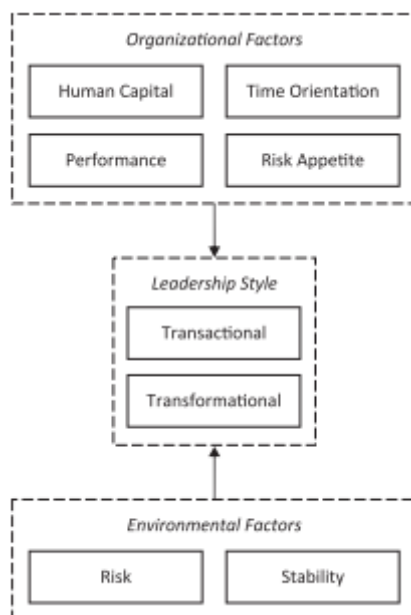 Organizational Factors
Human Capital
Time Orientation
Performance
Risk Appetite
Leadership Style
Transactional
Transformational
Environmental Factors
Risk
Stability